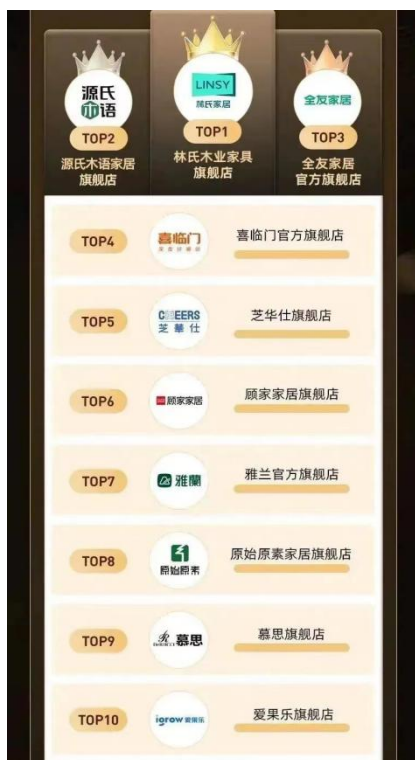 源氏
木语
TOP2
源氏木语家居
旗舰店
LINSY
林氏家居
TOP1
林氏木业家具
旗舰店
全友家居
TOP3
全友家居
官方旗舰店
TOP4
喜临门
喜临门官方旗舰店
TOP5
CHEERS
芝華仕
芝华仕旗舰店
TOP6
顾家家居
顾家家居旗舰店
TOP7
雅蘭
雅兰官方旗舰店
TOP8
原始原素
原始原素家居旗舰店
TOP9
慕思
慕思旗舰店
TOP10
igrow 爱果乐
爱果乐旗舰店